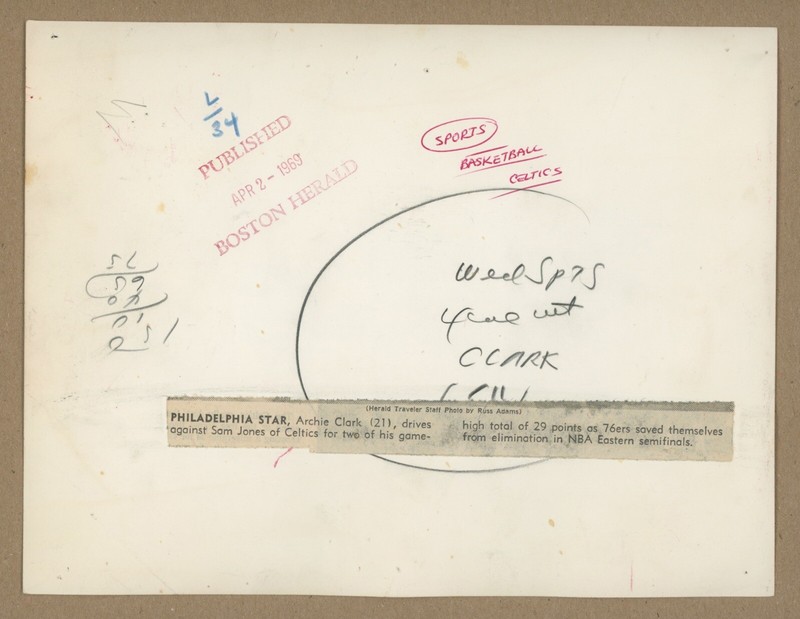 L
34
PUBLISHED
APR 2 - 1969
BOSTON HERALD
SPORTS
BASKETBALL
CELTICS
Wed Spts
4 col cut
CLARK
(Herald Traveler Staff Photo by Russ Adams)
PHILADELPHIA STAR, Archie Clark (21), drives
against Sam Jones of Celtics for two of his game-
high total of 29 points as 76ers saved themselves
from elimination in NBA Eastern semifinals.